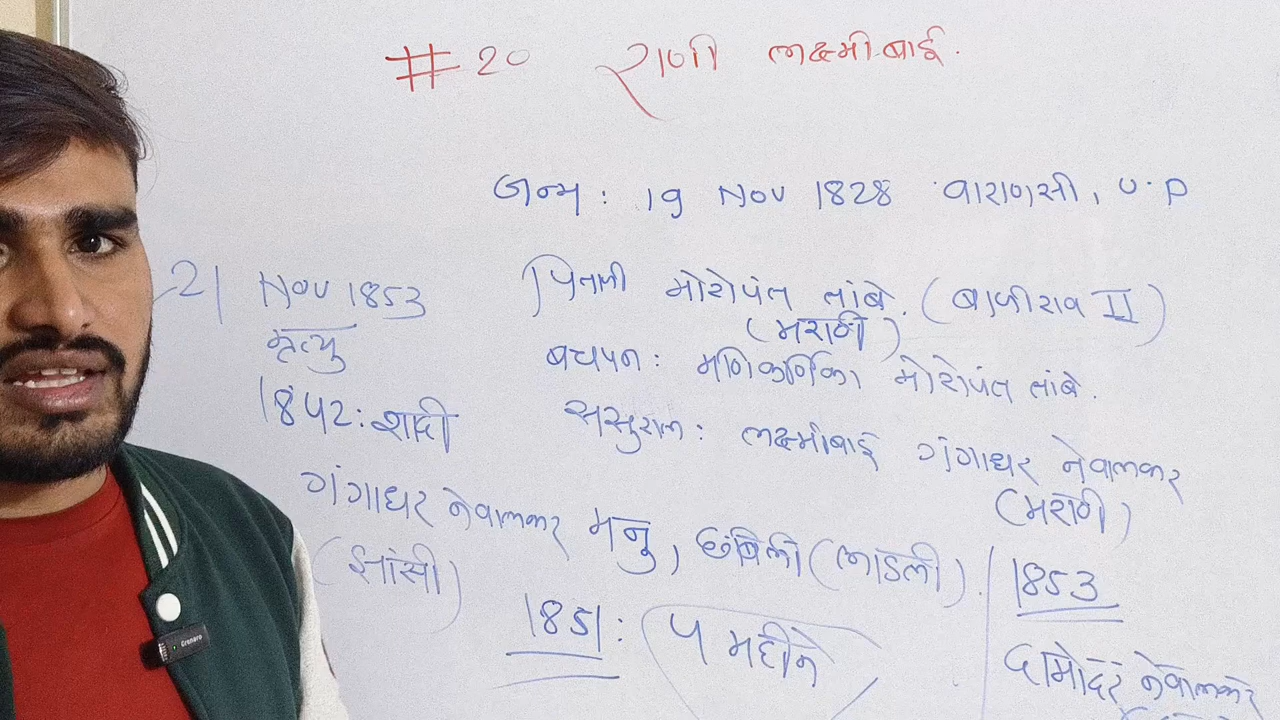 # 20 राणी लक्ष्मीबाई.
जन्म : 19 Nov 1828 वाराणसी, U.P
पिताजी मोरोपंत तांबे. (बाजीराव II)
(मराठी)
बचपन : मणिकर्णिका मोरोपंत तांबे.
ससुराल : लक्ष्मीबाई गंगाधर नेवालकर
(मराठी)
मनु, छबिली (लाडली).
21 Nov 1853
मृत्यु
1842 : शादी
गंगाधर नेवालकर
(झांसी)
1851 : 4 महीने
1853
दामोदर नेवालकर
Grenaro